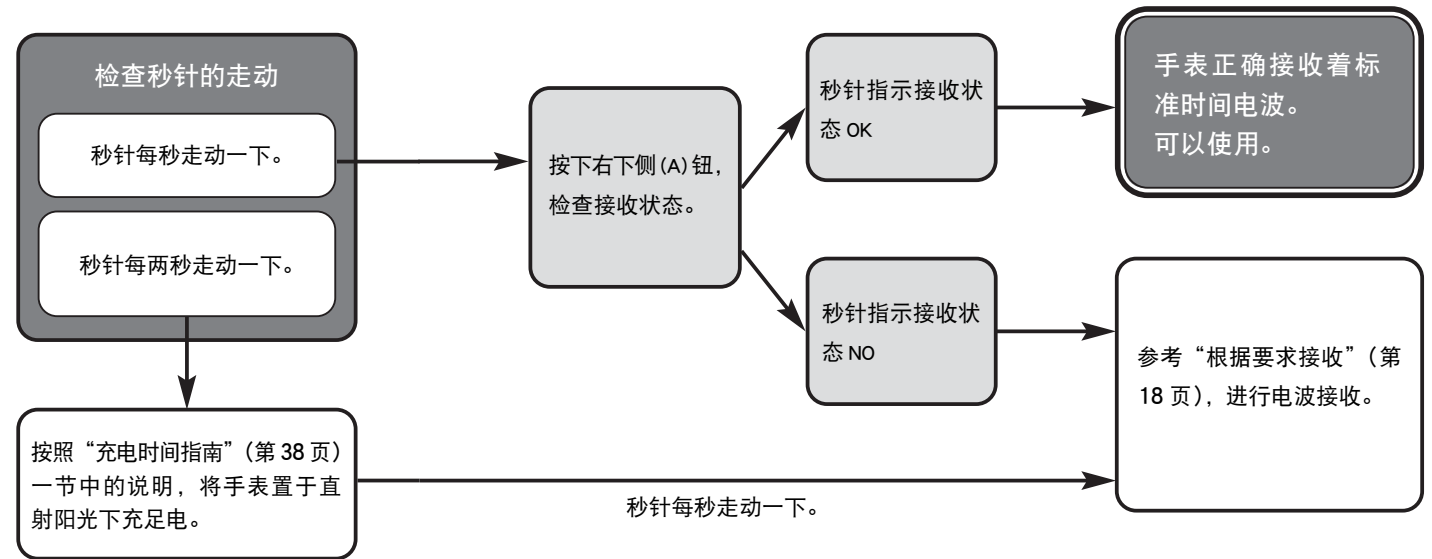 检查秒针的走动
秒针每秒走动一下。
秒针每两秒走动一下。
按下右下侧(A)钮，
检查接收状态。
秒针指示接收状
态 OK
手表正确接收着标
准时间电波。
可以使用。
秒针指示接收状
态 NO
参考“根据要求接收”（第
18 页），进行电波接收。
按照“充电时间指南”（第 38 页）
一节中的说明，将手表置于直
射阳光下充足电。
秒针每秒走动一下。